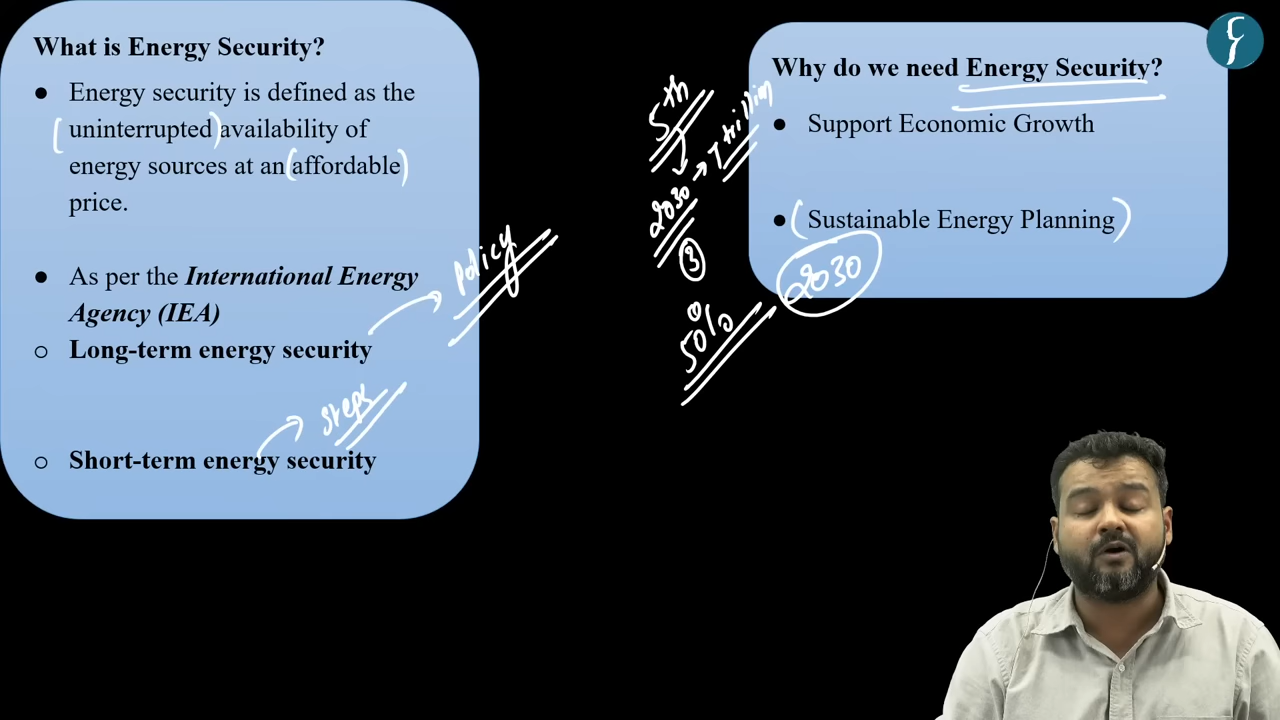 What is Energy Security?
● Energy security is defined as the
(uninterrupted) availability of
energy sources at an (affordable)
price.
● As per the International Energy
Agency (IEA)
○ Long-term energy security
Policy
○ Short-term energy security
Steps
Why do we need Energy Security?
● Support Economic Growth
● (Sustainable Energy Planning)
5th
2030 → Trillion
3
50%
2030